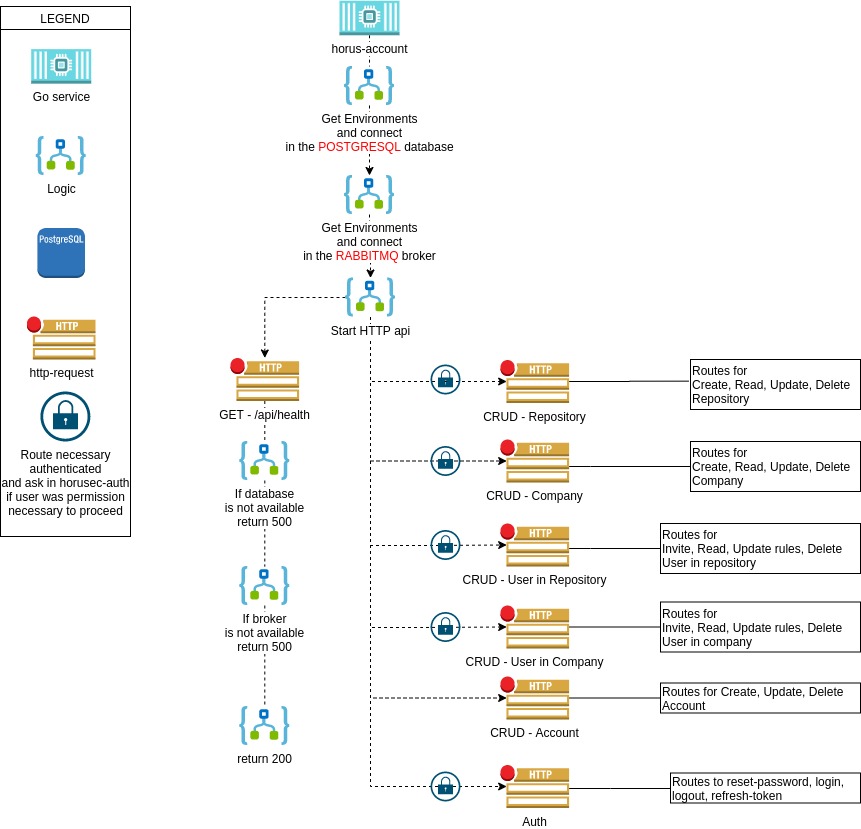 LEGEND
Go service
Logic
PostgreSQL
HTTP
http-request
Route necessary
authenticated
and ask in horusec-auth
if user was permission
necessary to proceed
horus-account
Get Environments
and connect
in the POSTGRESQL database
Get Environments
and connect
in the RABBITMQ broker
Start HTTP api
HTTP
GET - /api/health
If database
is not available
return 500
If broker
is not available
return 500
return 200
HTTP
CRUD - Repository
Routes for
Create, Read, Update, Delete
Repository
HTTP
CRUD - Company
Routes for
Create, Read, Update, Delete
Company
HTTP
CRUD - User in Repository
Routes for
Invite, Read, Update rules, Delete
User in repository
HTTP
CRUD - User in Company
Routes for
Invite, Read, Update rules, Delete
User in company
HTTP
CRUD - Account
Routes for Create, Update, Delete
Account
HTTP
Auth
Routes to reset-password, login,
logout, refresh-token